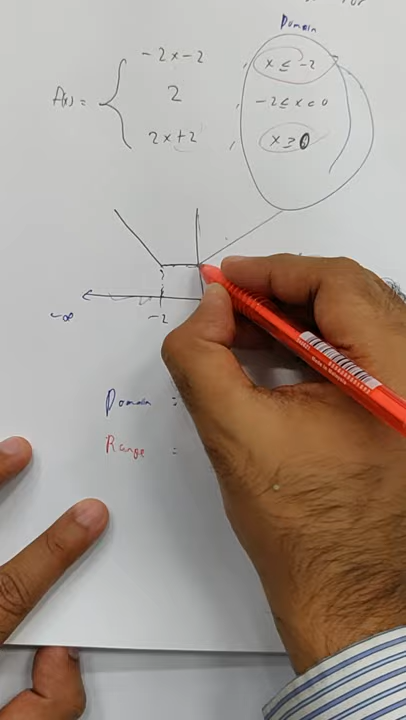 Domain
-2x-2 , x ≤ -2
f(x) = { 2 , -2 ≤ x < 0
2x+2 , x ≥ 0
-∞ -2
Domain :
Range :